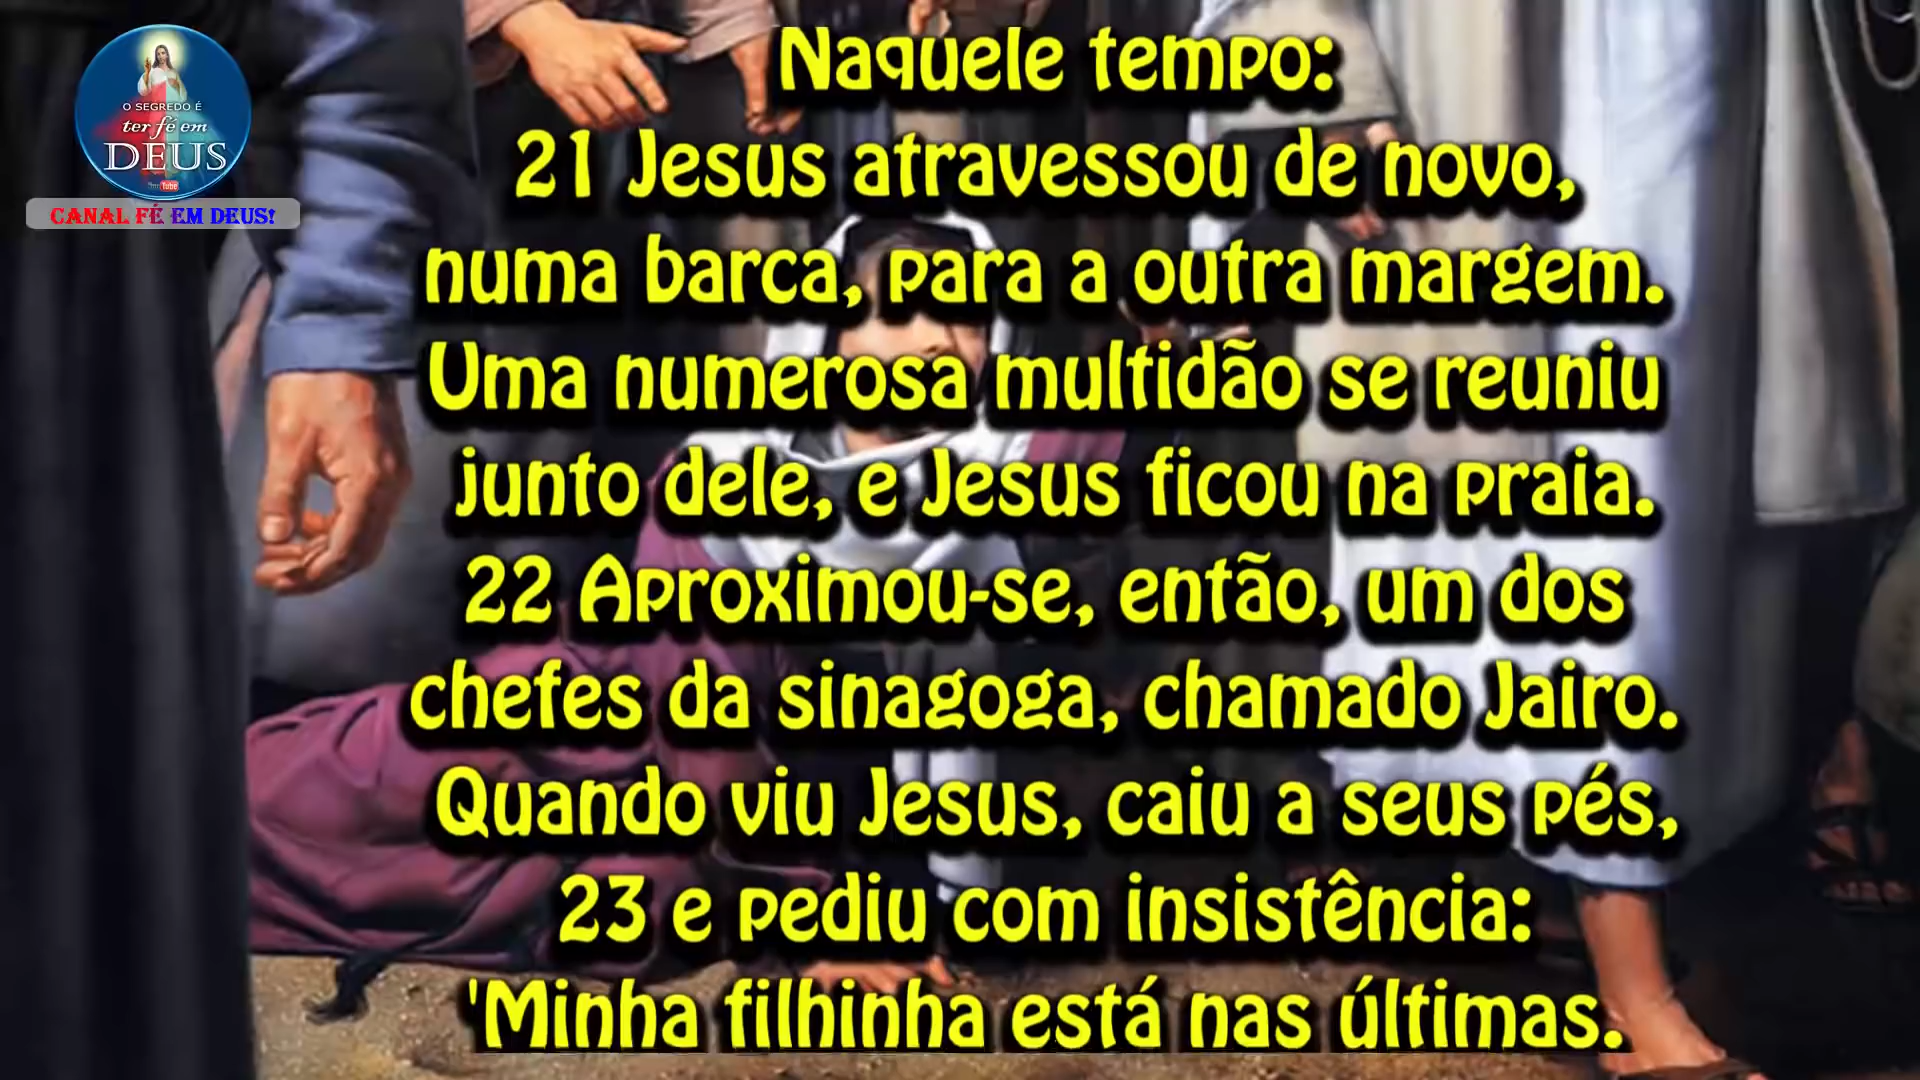 O SEGREDO É
ter fé em
DEUS
CANAL FÉ EM DEUS!
Naquele tempo:
21 Jesus atravessou de novo,
numa barca, para a outra margem.
Uma numerosa multidão se reuniu
junto dele, e Jesus ficou na praia.
22 Aproximou-se, então, um dos
chefes da sinagoga, chamado Jairo.
Quando viu Jesus, caiu a seus pés,
23 e pediu com insistência:
'Minha filhinha está nas últimas.